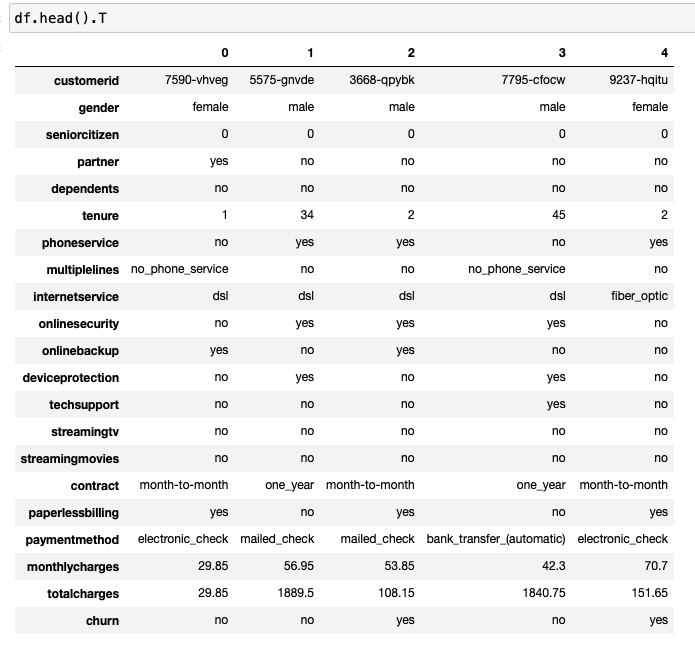 df.head().T
0 1 2 3 4
customerid 7590-vhveg 5575-gnvde 3668-qpybk 7795-cfocw 9237-hqitu
gender female male male male female
seniorcitizen 0 0 0 0 0
partner yes no no no no
dependents no no no no no
tenure 1 34 2 45 2
phoneservice no yes yes no yes
multiplelines no_phone_service no no no_phone_service no
internetservice dsl dsl dsl dsl fiber_optic
onlinesecurity no yes yes yes no
onlinebackup yes no yes no no
deviceprotection no yes no yes no
techsupport no no no yes no
streamingtv no no no no no
streamingmovies no no no no no
contract month-to-month one_year month-to-month one_year month-to-month
paperlessbilling yes no yes no yes
paymentmethod electronic_check mailed_check mailed_check bank_transfer_(automatic) electronic_check
monthlycharges 29.85 56.95 53.85 42.3 70.7
totalcharges 29.85 1889.5 108.15 1840.75 151.65
churn no no yes no yes